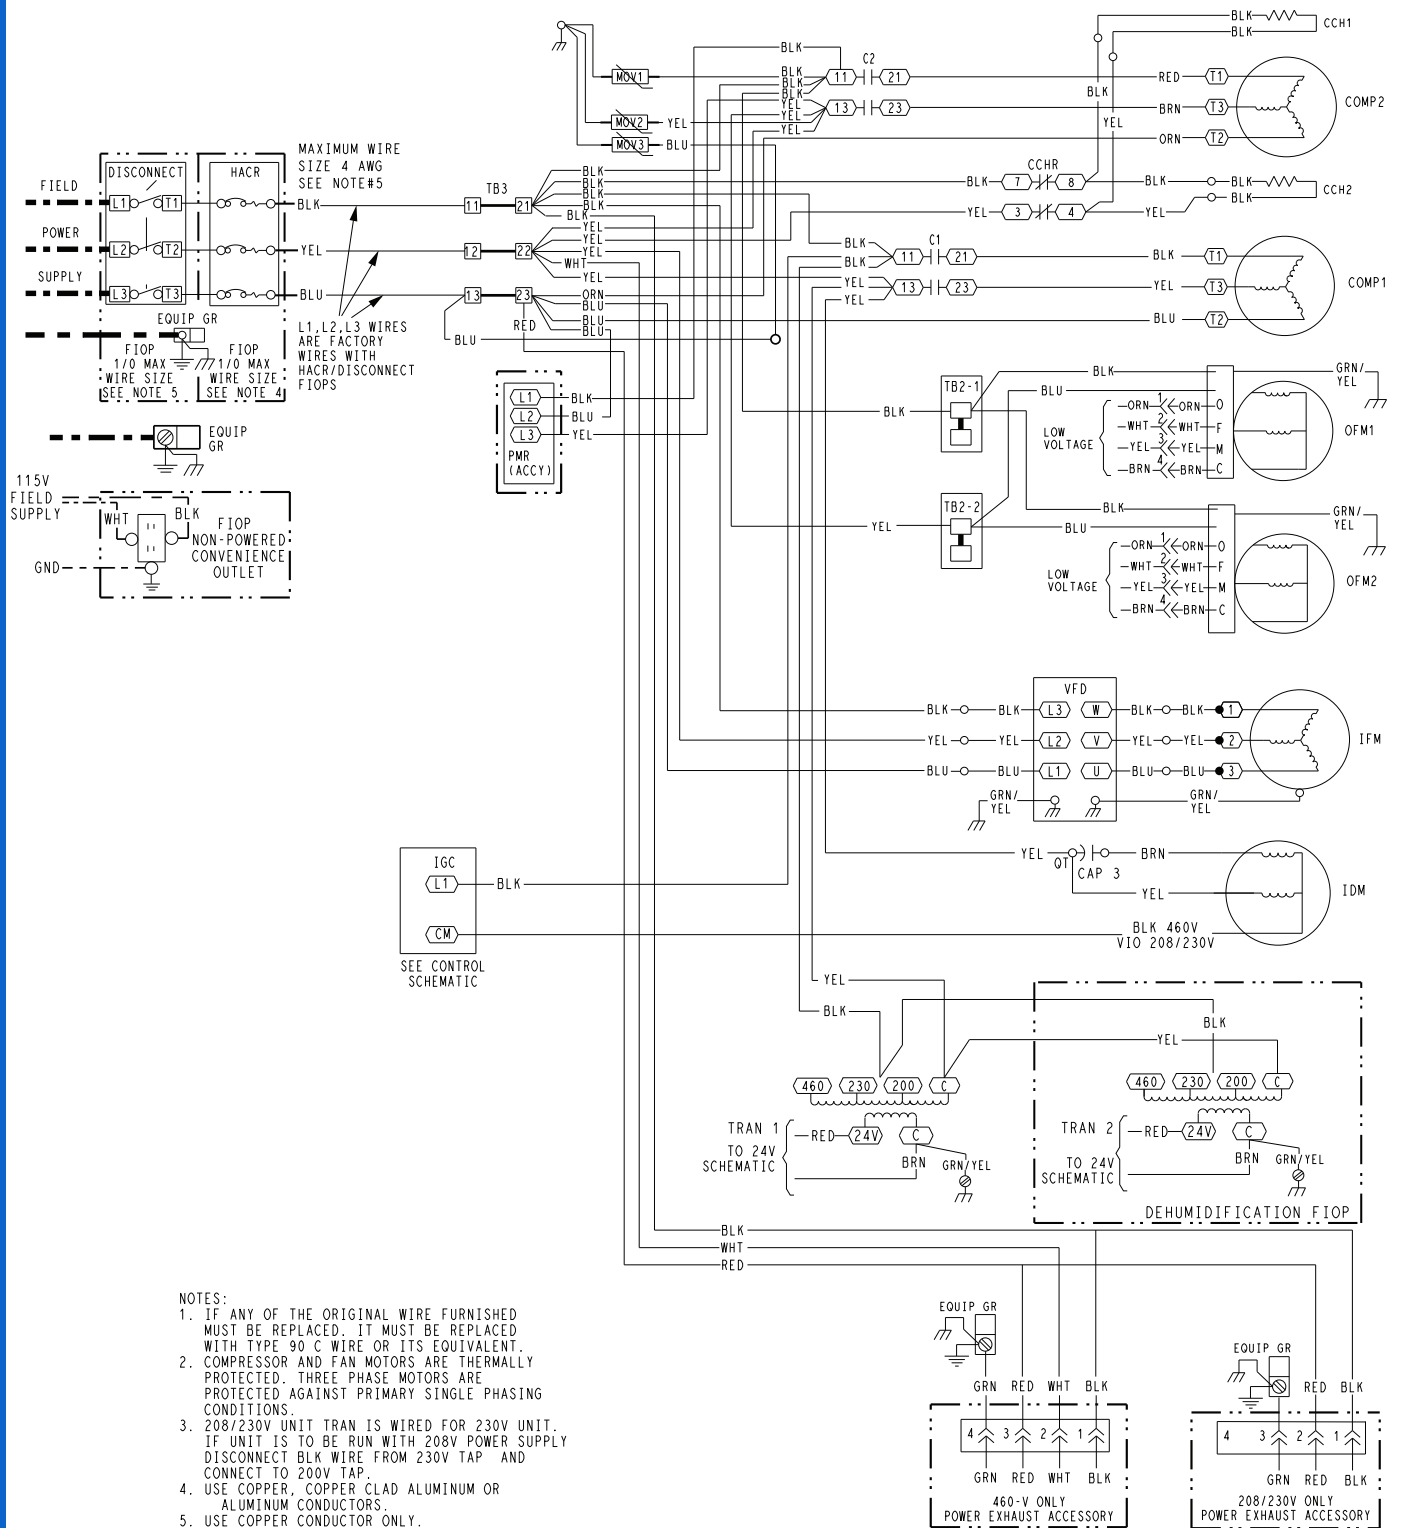 BLK
BLK
CCH1
BLK
C2
BLK
BLK
BLK
YEL
YEL
YEL
MOV1
MOV2
YEL
MOV3
BLU
11
21
13
23
RED
T1
BRN
T3
ORN
T2
COMP2
BLK
YEL
MAXIMUM WIRE
SIZE 4 AWG
SEE NOTE#5
DISCONNECT
HACR
FIELD
POWER
SUPPLY
L1
T1
L2
T2
L3
T3
BLK
YEL
BLU
TB3
11
21
12
22
13
23
BLK
BLK
BLK
BLK
BLK
YEL
YEL
YEL
WHT
YEL
ORN
BLU
BLU
BLU
RED
BLU
CCHR
BLK
7
8
BLK
BLK
BLK
CCH2
YEL
3
4
YEL
C1
BLK
BLK
11
21
BLK
T1
YEL
YEL
13
23
YEL
T3
BLU
T2
COMP1
EQUIP GR
FIOP
1/0 MAX
WIRE SIZE
SEE NOTE 5
FIOP
1/0 MAX
WIRE SIZE
SEE NOTE 4
L1,L2,L3 WIRES
ARE FACTORY
WIRES WITH
HACR/DISCONNECT
FIOPS
L1
BLK
L2
BLU
L3
YEL
PMR
(ACCY)
EQUIP
GR
TB2-1
BLK
BLK
BLU
LOW
VOLTAGE
ORN
1
ORN
O
WHT
2
WHT
F
YEL
3
YEL
M
BRN
4
BRN
C
GRN/
YEL
OFM1
115V
FIELD
SUPPLY
WHT
BLK
GND
FIOP
NON-POWERED
CONVENIENCE
OUTLET
TB2-2
YEL
BLK
BLU
LOW
VOLTAGE
ORN
1
ORN
O
WHT
2
WHT
F
YEL
3
YEL
M
BRN
4
BRN
C
GRN/
YEL
OFM2
VFD
BLK
BLK
L3
W
BLK
BLK
1
YEL
YEL
L2
V
YEL
YEL
2
BLU
BLU
L1
U
BLU
BLU
3
IFM
GRN/
YEL
GRN/
YEL
IGC
L1
BLK
CM
SEE CONTROL
SCHEMATIC
YEL
QT
CAP 3
BRN
YEL
IDM
BLK 460V
VIO 208/230V
YEL
BLK
460
230
200
C
TRAN 1
RED
24V
C
TO 24V
SCHEMATIC
BRN
GRN/YEL
BLK
YEL
460
230
200
C
TRAN 2
RED
24V
C
TO 24V
SCHEMATIC
BRN
GRN/YEL
DEHUMIDIFICATION FIOP
BLK
WHT
RED
EQUIP GR
GRN
RED
WHT
BLK
4
3
2
1
GRN
RED
WHT
BLK
460-V ONLY
POWER EXHAUST ACCESSORY
EQUIP GR
RED
BLK
4
3
2
1
GRN
RED
BLK
208/230V ONLY
POWER EXHAUST ACCESSORY
NOTES:
1. IF ANY OF THE ORIGINAL WIRE FURNISHED
MUST BE REPLACED. IT MUST BE REPLACED
WITH TYPE 90 C WIRE OR ITS EQUIVALENT.
2. COMPRESSOR AND FAN MOTORS ARE THERMALLY
PROTECTED. THREE PHASE MOTORS ARE
PROTECTED AGAINST PRIMARY SINGLE PHASING
CONDITIONS.
3. 208/230V UNIT TRAN IS WIRED FOR 230V UNIT.
IF UNIT IS TO BE RUN WITH 208V POWER SUPPLY
DISCONNECT BLK WIRE FROM 230V TAP AND
CONNECT TO 200V TAP.
4. USE COPPER, COPPER CLAD ALUMINUM OR
ALUMINUM CONDUCTORS.
5. USE COPPER CONDUCTOR ONLY.